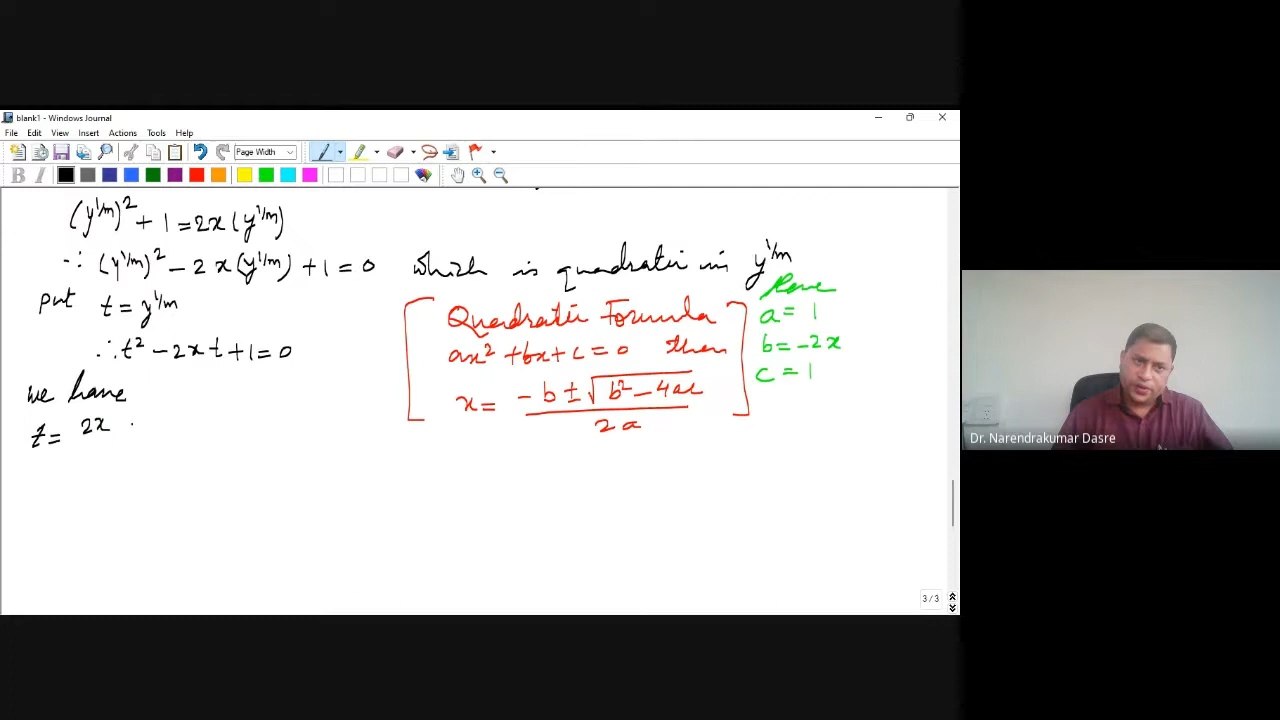 blank1 - Windows Journal
File Edit View Insert Actions Tools Help
Page Width
B I
(y^1/m)^2 + 1 = 2x(y^1/m)
∴ (y^1/m)^2 - 2x(y^1/m) + 1 = 0 which is quadratic in y^1/m
put t = y^1/m
∴ t^2 - 2xt + 1 = 0
we have
t = 2x
Quadratic Formula
ax^2 + bx + c = 0 then
x = -b ± √b^2 - 4ac
2a
Here
a = 1
b = -2x
c = 1
3 / 3
Dr. Narendrakumar Dasre